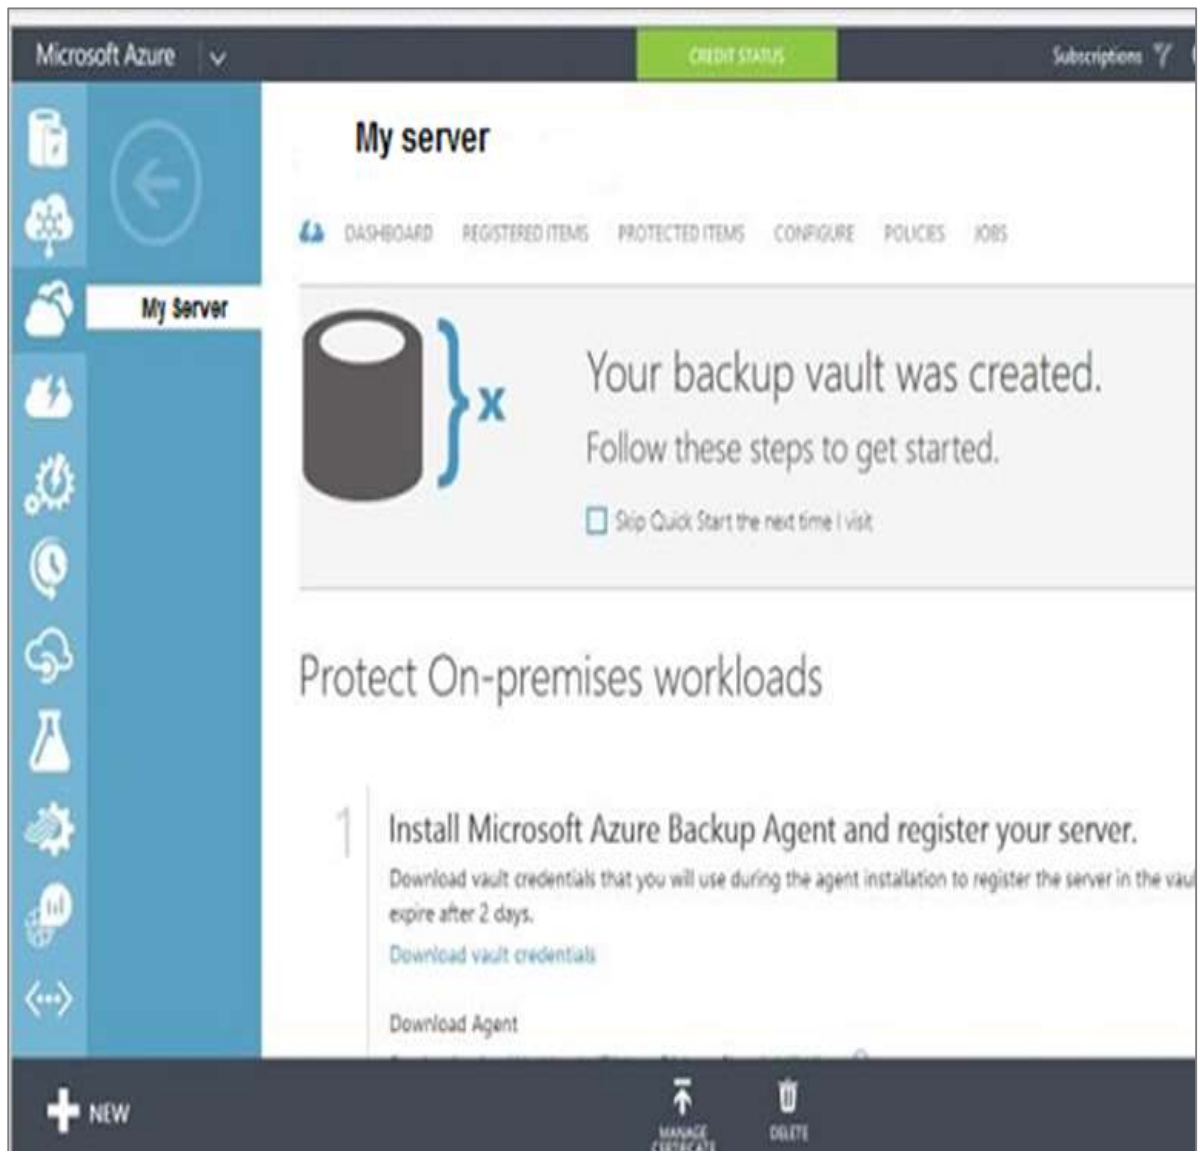 Microsoft Azure
CREDIT STATUS
Subscriptions
My server
DASHBOARD REGISTERED ITEMS PROTECTED ITEMS CONFIGURE POLICIES JOBS
My Server
x
Your backup vault was created.
Follow these steps to get started.
Skip Quick Start the next time I visit
Protect On-premises workloads
1
Install Microsoft Azure Backup Agent and register your server.
Download vault credentials that you will use during the agent installation to register the server in the vau
expire after 2 days.
Download vault credentials
Download Agent
NEW
MANAGE
CERTIFICATE
DELETE